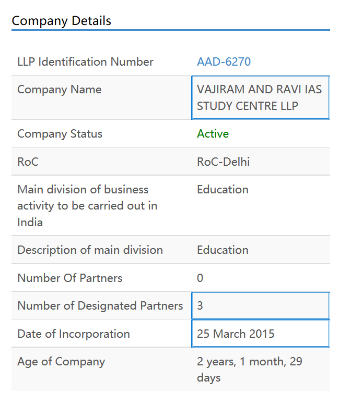 Company Details
LLP Identification Number AAD-6270
Company Name VAJIRAM AND RAVI IAS
STUDY CENTRE LLP
Company Status Active
RoC RoC-Delhi
Main division of business Education
activity to be carried out in
India
Description of main division Education
Number Of Partners 0
Number of Designated Partners 3
Date of Incorporation 25 March 2015
Age of Company 2 years, 1 month, 29
days